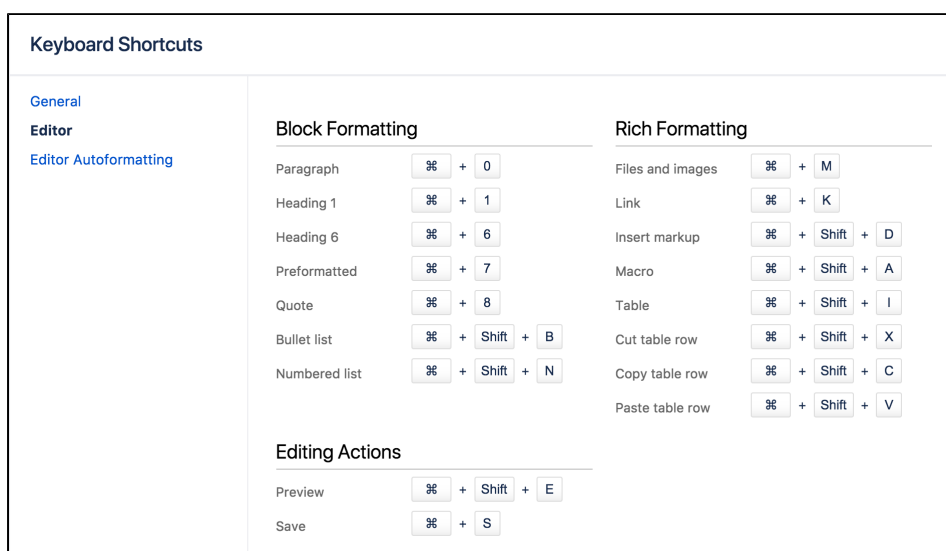 Keyboard Shortcuts
General
Editor
Editor Autoformatting
Block Formatting
Paragraph ⌘ + 0
Heading 1 ⌘ + 1
Heading 6 ⌘ + 6
Preformatted ⌘ + 7
Quote ⌘ + 8
Bullet list ⌘ + Shift + B
Numbered list ⌘ + Shift + N
Rich Formatting
Files and images ⌘ + M
Link ⌘ + K
Insert markup ⌘ + Shift + D
Macro ⌘ + Shift + A
Table ⌘ + Shift + I
Cut table row ⌘ + Shift + X
Copy table row ⌘ + Shift + C
Paste table row ⌘ + Shift + V
Editing Actions
Preview ⌘ + Shift + E
Save ⌘ + S